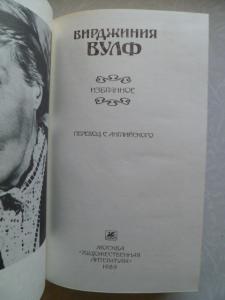 ВИРДЖИНИЯ
ВУЛФ
ИЗБРАННОЕ
ПЕРЕВОД С АНГЛИЙСКОГО
МОСКВА
"ХУДОЖЕСТВЕННАЯ
ЛИТЕРАТУРА"
1989